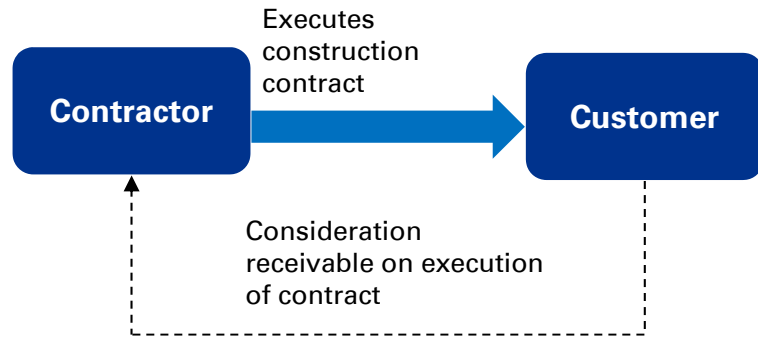 Executes
construction
contract
Contractor
Customer
Consideration
receivable on execution
of contract